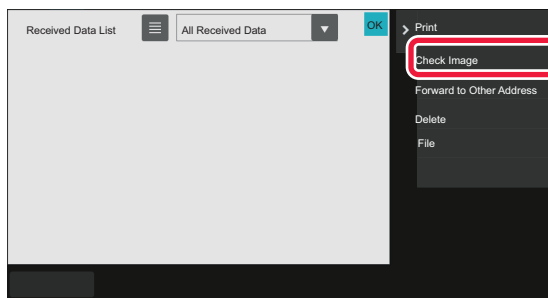 Received Data List
All Received Data
OK
Print
Check Image
Forward to Other Address
Delete
File